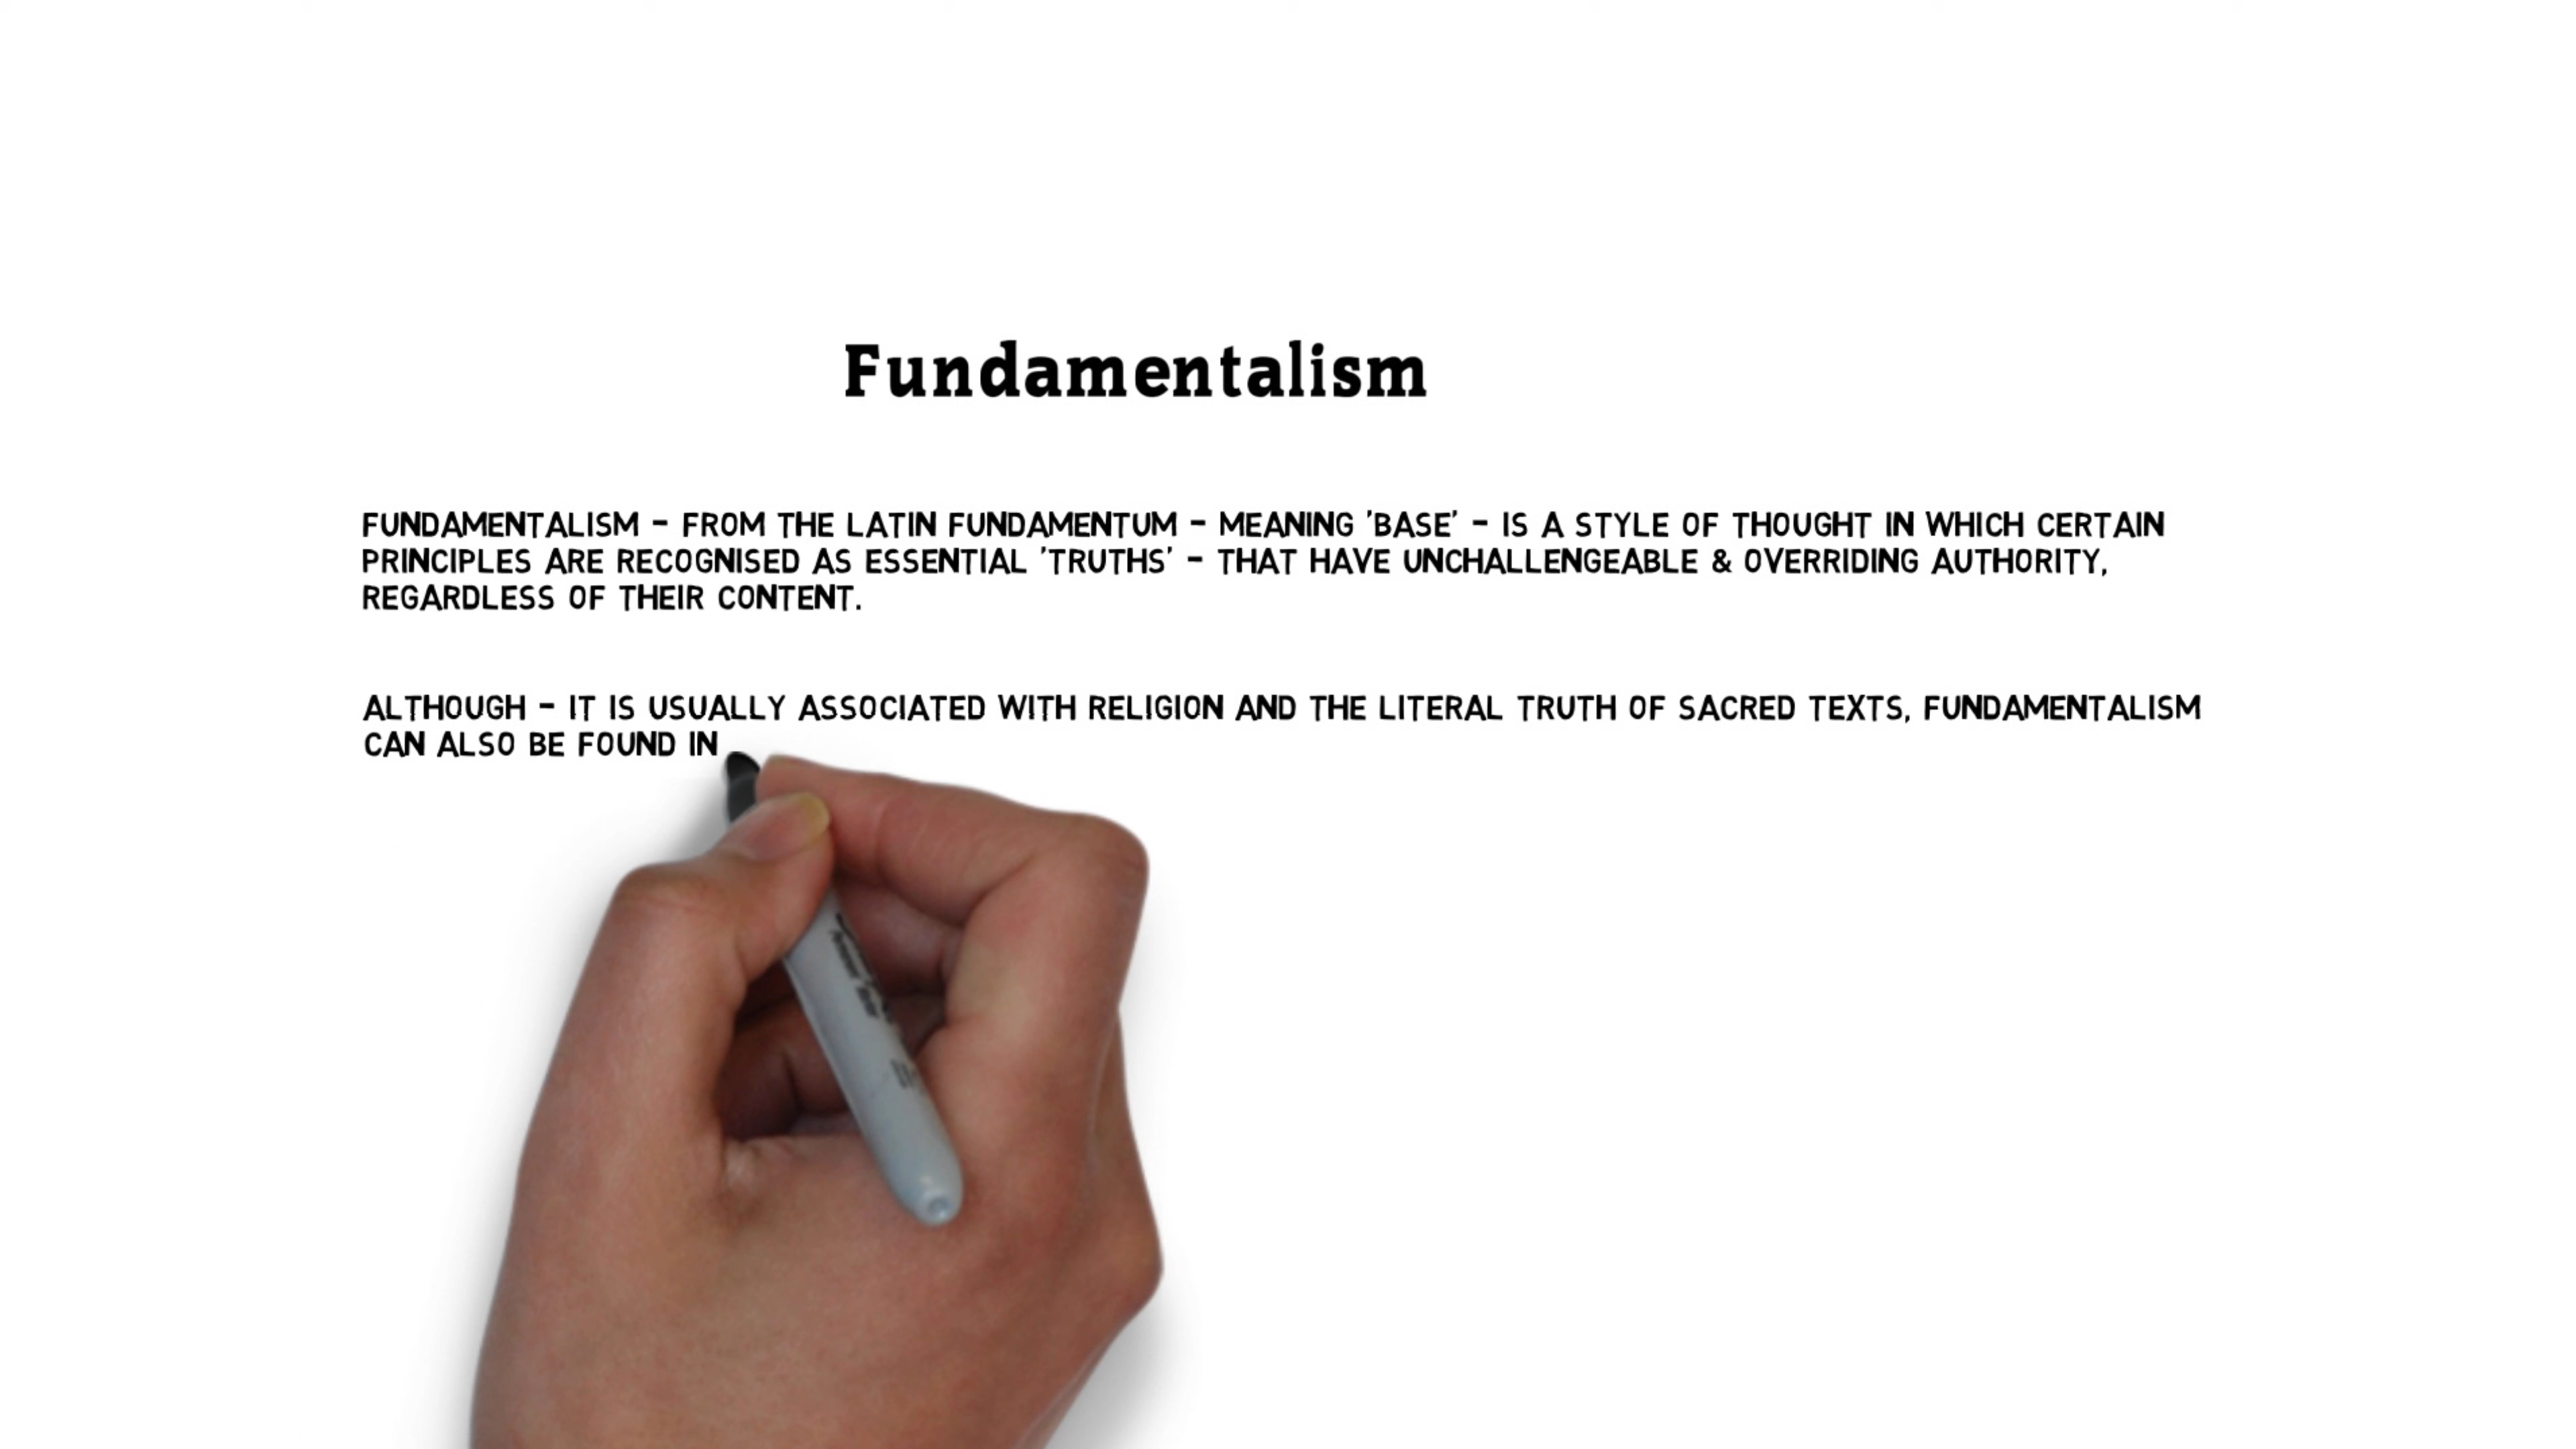 Fundamentalism
FUNDAMENTALISM - FROM THE LATIN FUNDAMENTUM - MEANING 'BASE' - IS A STYLE OF THOUGHT IN WHICH CERTAIN
PRINCIPLES ARE RECOGNISED AS ESSENTIAL 'TRUTHS' - THAT HAVE UNCHALLENGEABLE & OVERRIDING AUTHORITY,
REGARDLESS OF THEIR CONTENT.
ALTHOUGH - IT IS USUALLY ASSOCIATED WITH RELIGION AND THE LITERAL TRUTH OF SACRED TEXTS, FUNDAMENTALISM
CAN ALSO BE FOUND IN